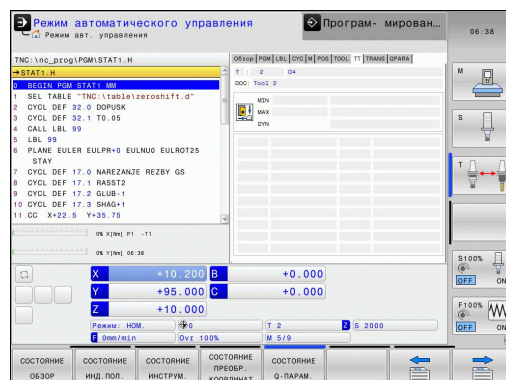 Режим автоматического управления
Режим авт. управления
Програм- мирован...
06:38
TNC:\nc_prog\PGM\STAT1.H
→STAT1.H
0 BEGIN PGM STAT1 MM
1 SEL TABLE "TNC:\table\zeroshift.d"
2 CYCL DEF 32.0 DOPUSK
3 CYCL DEF 32.1 T0.05
4 CALL LBL 99
5 LBL 99
6 PLANE EULER EULPR+0 EULNU0 EULROT25
STAY
7 CYCL DEF 17.0 NAREZANJE REZBY GS
8 CYCL DEF 17.1 RASST2
9 CYCL DEF 17.2 GLUB-1
10 CYCL DEF 17.3 SHAG+1
11 CC X+22.5 Y+35.75
Обзор PGM LBL CYC M POS TOOL TT TRANS QPARA
T : 2 D4
DOC: Tool 2
MIN
MAX
DYN
0% X[Nm] P1 -T1
0% Y[Nm] 06:38
X +10.200 B +0.000
Y +95.000 C +0.000
Z +10.000
Режим: НОМ. 0 T 2 Z S 2000
F 0mm/min Ovr 100% M 5/9
M
S
T
S100%
OFF ON
F100%
OFF ON
СОСТОЯНИЕ ОБЗОР
СОСТОЯНИЕ ИНД. ПОЛ.
СОСТОЯНИЕ ИНСТРУМ.
СОСТОЯНИЕ ПРЕОБР. КООРДИНАТ
СОСТОЯНИЕ Q-ПАРАМ.